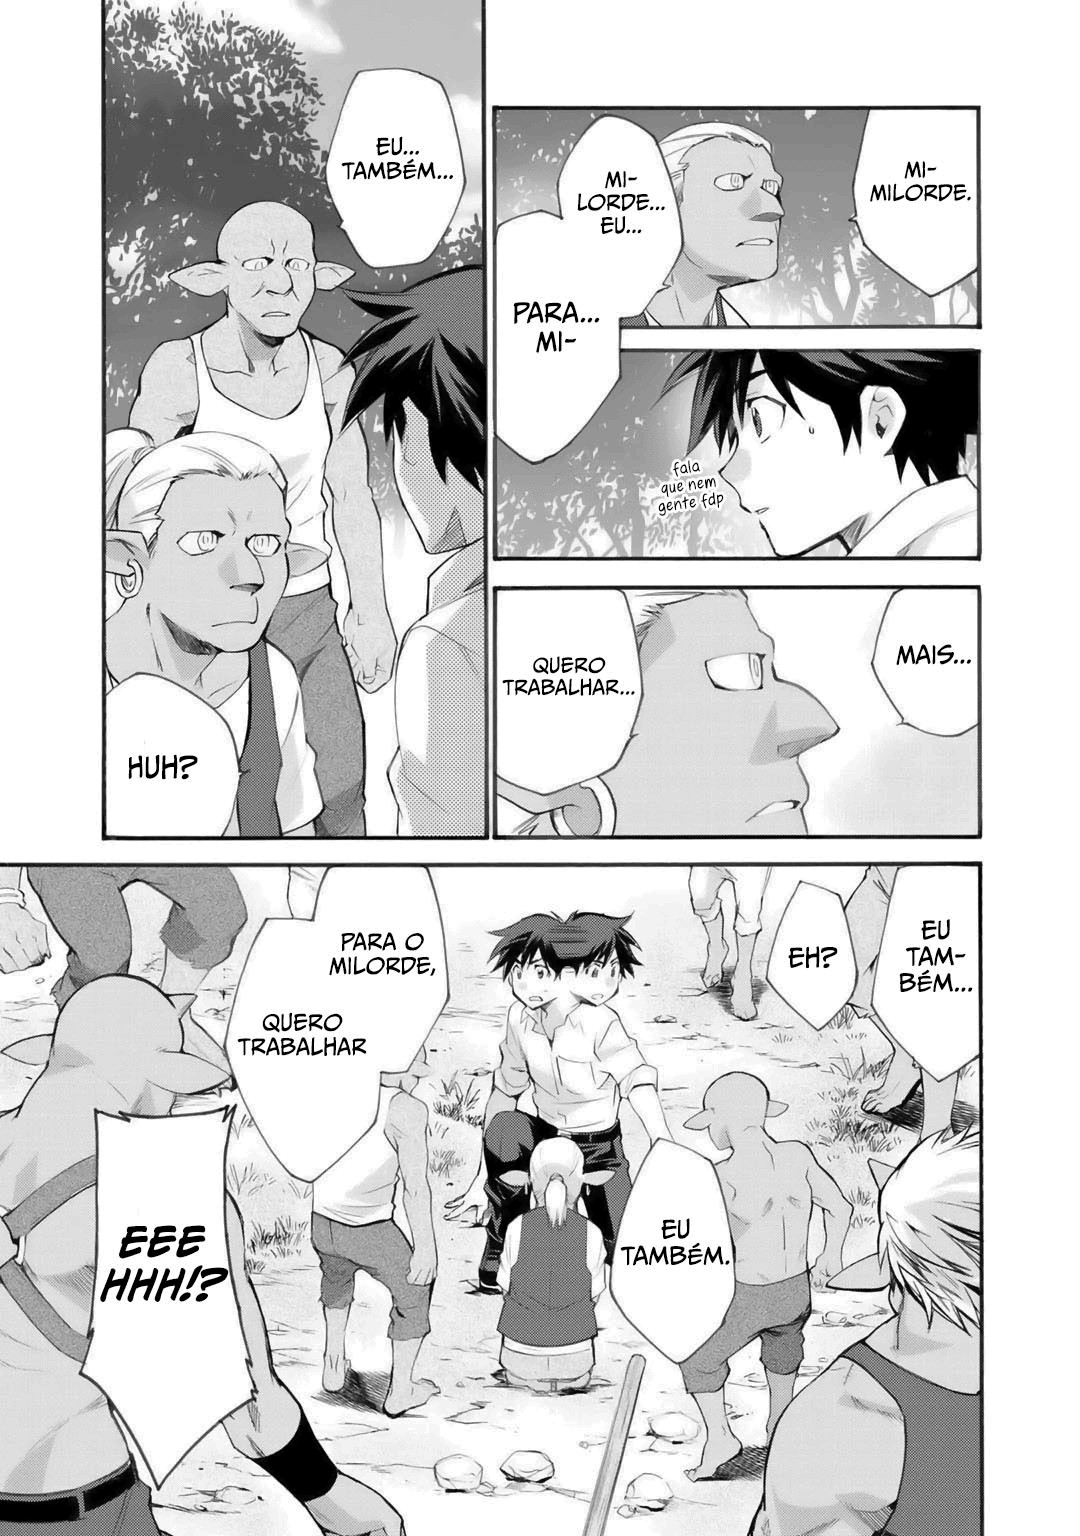 MI-
MILORDE.
MI-
LORDE...
EU...
PARA...
MI-
fala
que nem
gente fdp
MAIS...
QUERO
TRABALHAR...
EU...
TAMBÉM...
HUH?
EU
TAM-
BÉM...
EH?
PARA O
MILORDE,
QUERO
TRABALHAR
EU
TAMBÉM.
EEE
HHH!?